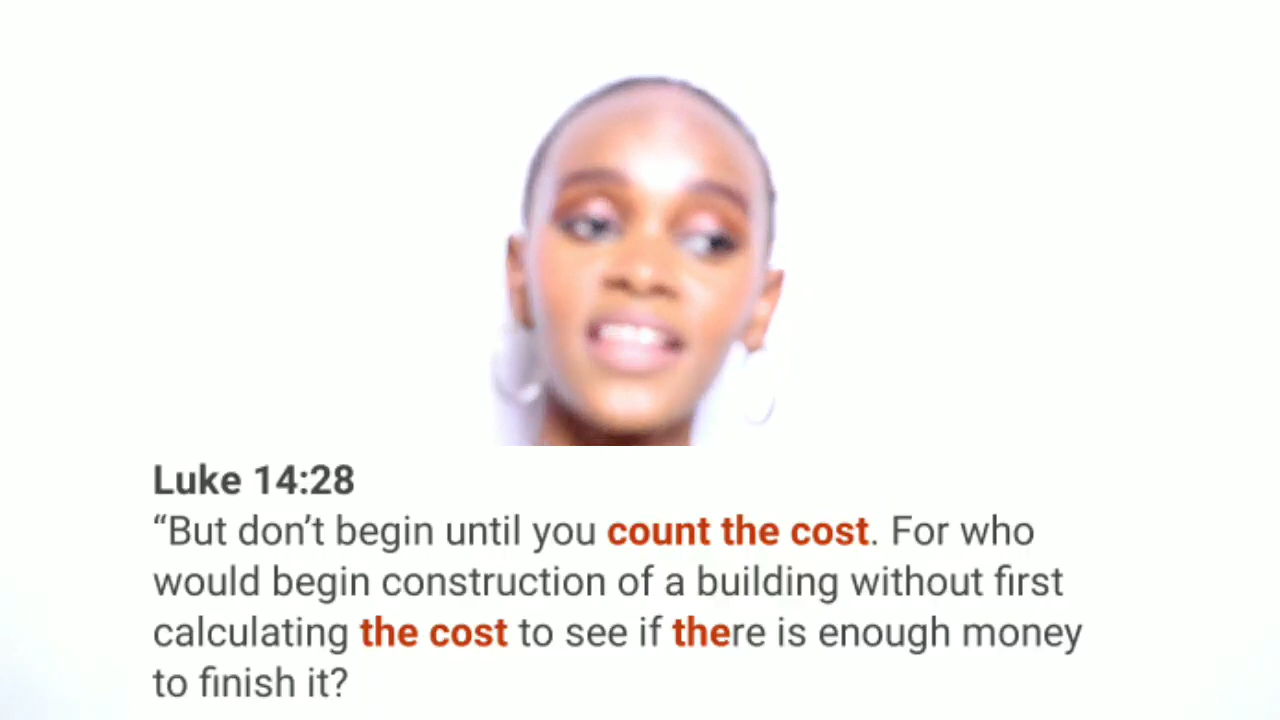 Luke 14:28
“But don’t begin until you count the cost. For who
would begin construction of a building without first
calculating the cost to see if there is enough money
to finish it?